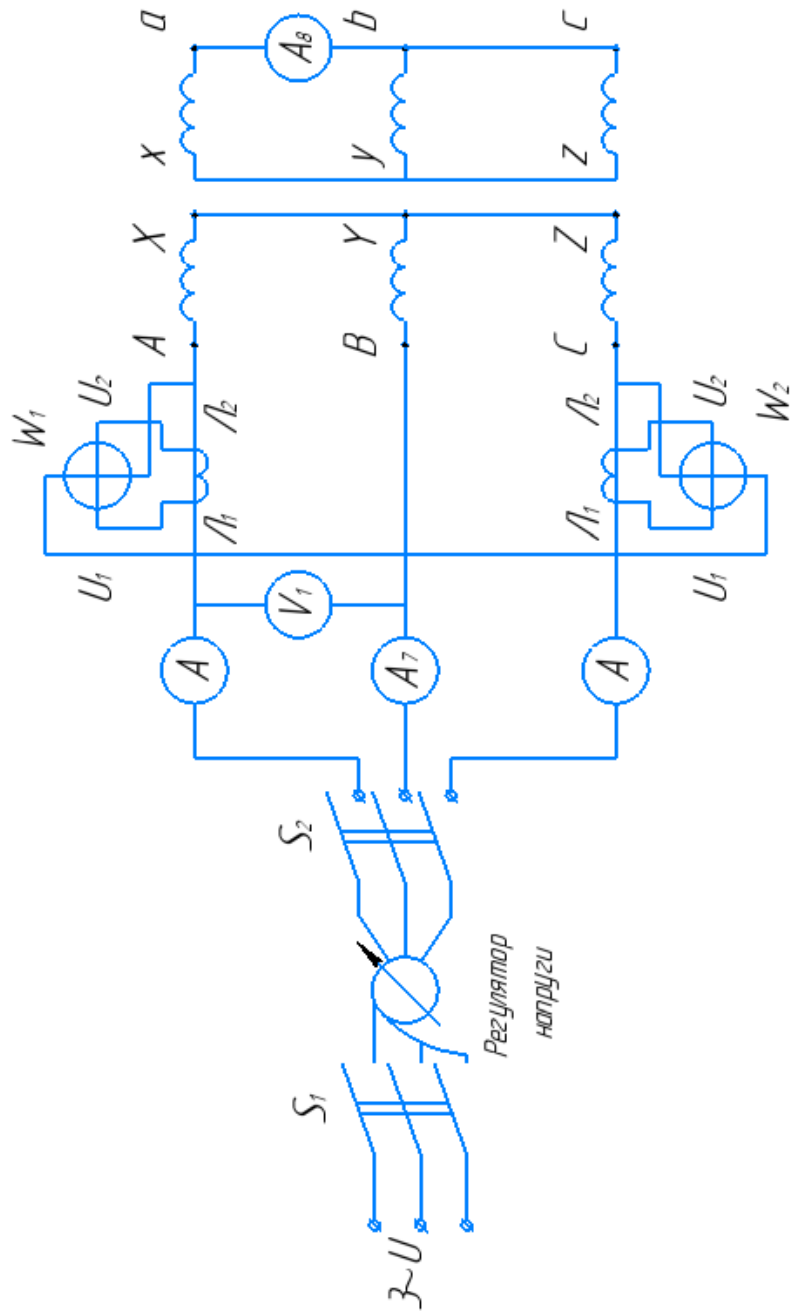 3~U
S₁
Регулятор
напруги
S₂
A
A₇
A
V₁
U₁
W₁
U₂
Л₁
Л₂
U₁
W₂
U₂
Л₁
Л₂
A
X
B
Y
C
Z
x
a
y
b
z
c
A₈